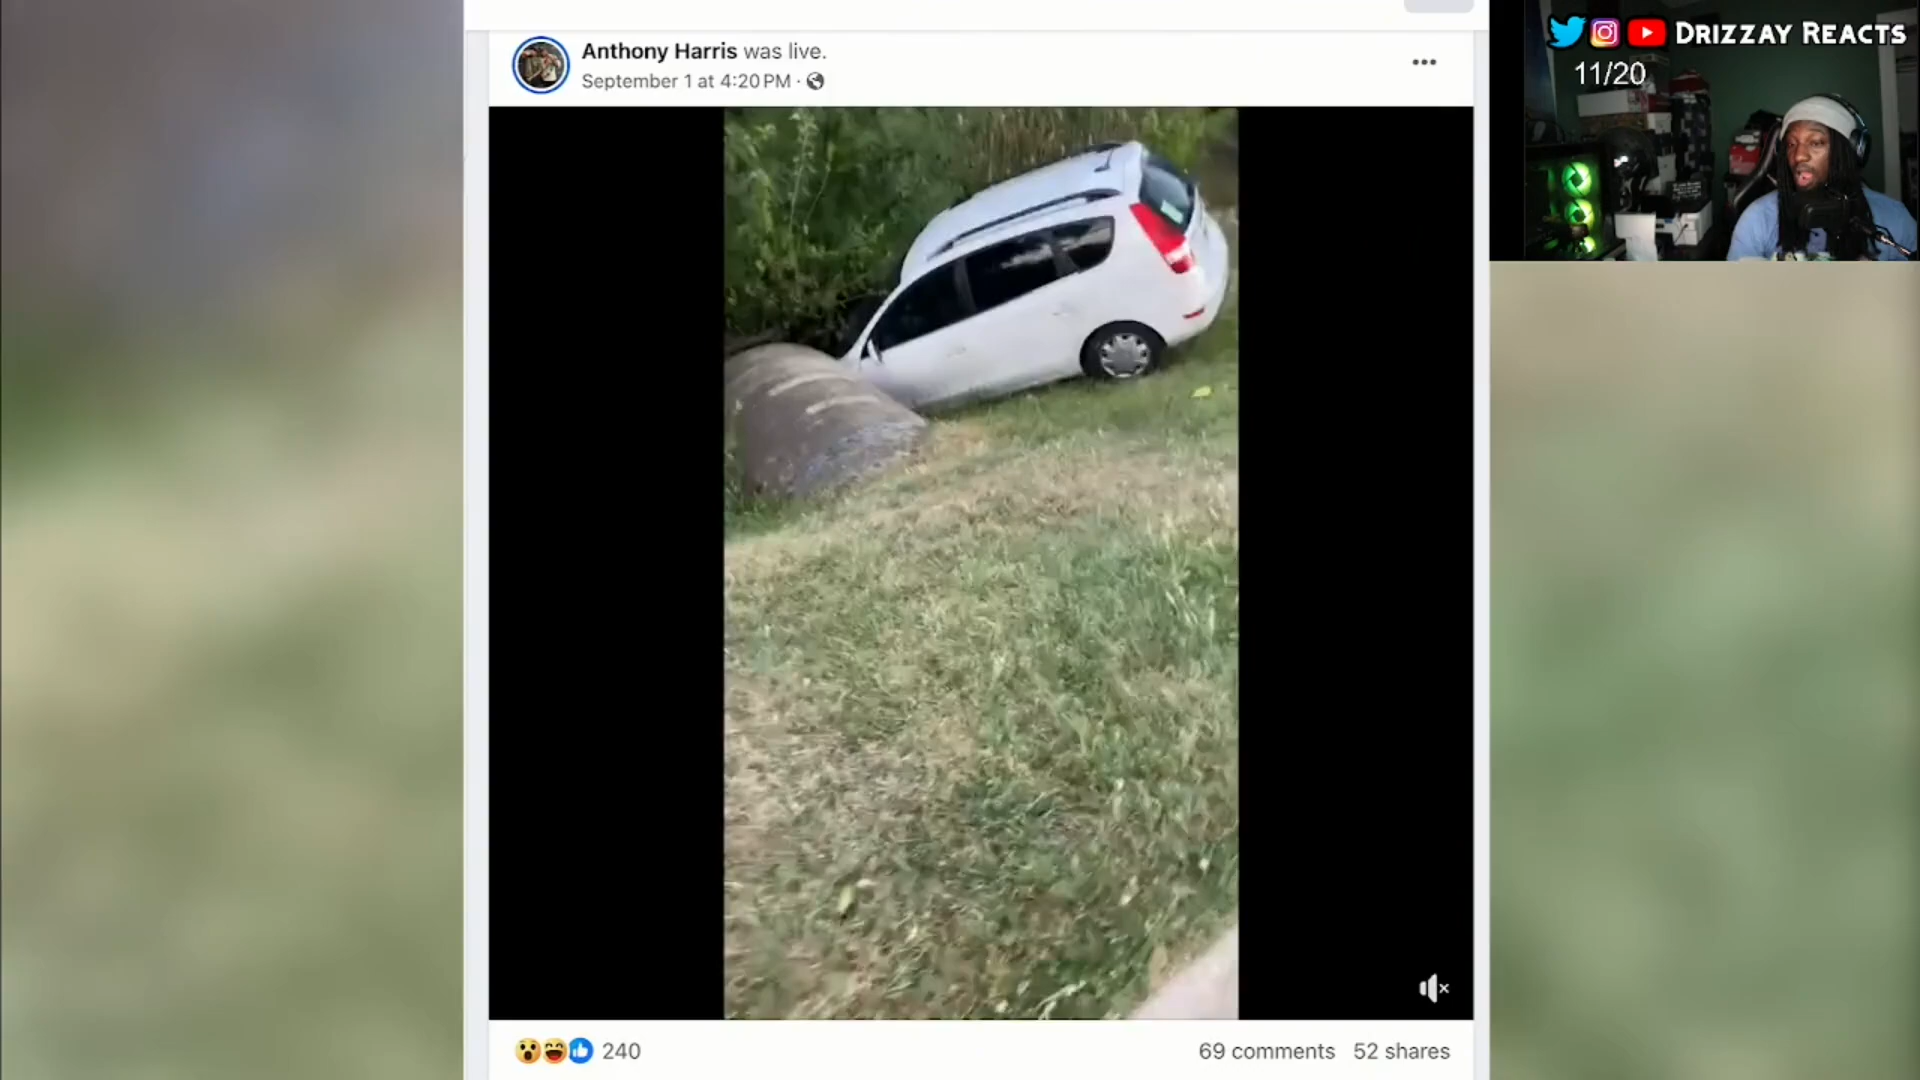 Anthony Harris was live.
September 1 at 4:20 PM ·
DRIZZAY REACTS
11/20
240
69 comments 52 shares